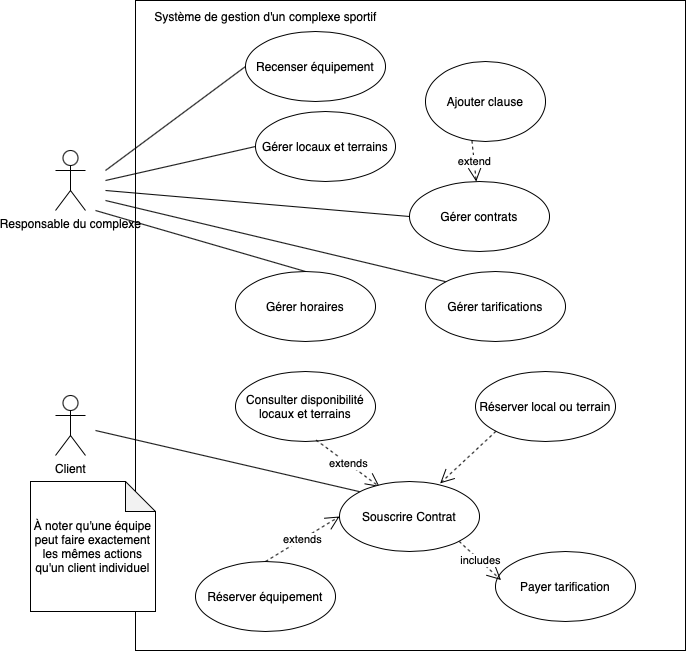 Système de gestion d'un complexe sportif
Recenser équipement
Ajouter clause
Gérer locaux et terrains
extend
Responsable du complexe
Gérer contrats
Gérer horaires
Gérer tarifications
Consulter disponibilité
locaux et terrains
Réserver local ou terrain
Client
extends
Souscrire Contrat
À noter qu'une équipe
peut faire exactement
les mêmes actions
qu'un client individuel
extends
includes
Réserver équipement
Payer tarification